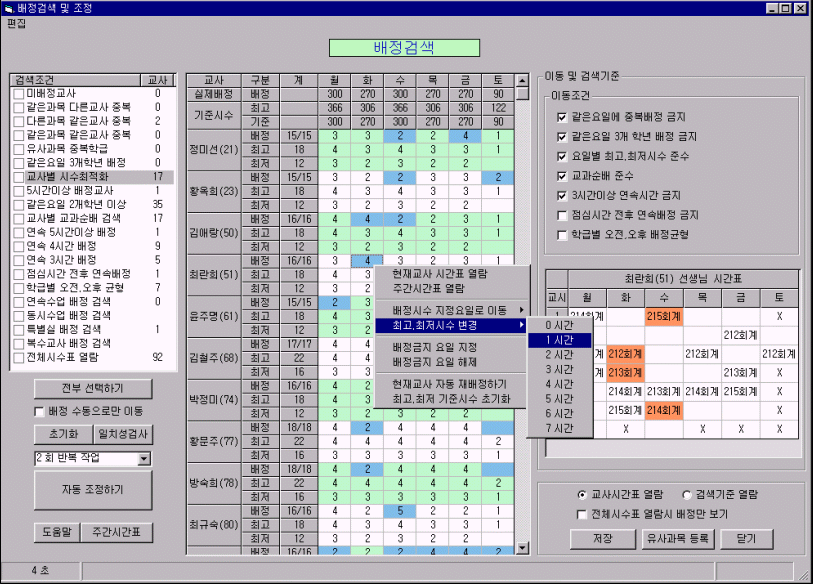 배정검색 및 조정
편집
배정검색
검색조건 교사
미배정교사 0
같은과목 다른교사 중복 0
다른과목 같은교사 중복 2
같은과목 같은교사 중복 0
유사과목 중복학급 0
같은요일 3개학년 배정 0
교사별 시수최적화 17
5시간이상 배정교사 1
같은요일 2개학년 이상 35
교사별 교과순배 검색 17
연속 5시간이상 배정 1
연속 4시간 배정 9
연속 3시간 배정 5
점심시간 전후 연속배정 1
학급별 오전,오후 균형 7
연속수업 배정 검색 0
동시수업 배정 검색
특별실 배정 검색 1
복수교사 배정 검색
전체시수표 열람 92
전부 선택하기
배정 수동으로만 이동
초기화 일치성검사
2 회 반복 작업
자동 조정하기
도움말 주간시간표
4 초
교사 구분 계 월 화 수 목 금 토
실제배정 배정 300 270 300 270 270 90
기준시수 최고 366 306 366 306 306 122
기준 300 270 300 270 270 90
정미선(21) 배정 15/15 3 3 2 2 4 1
최고 18 4 3 4 3 3 1
최저 12 3 2 3 2 2
황옥희(23) 배정 15/15 3 2 2 3 3 2
최고 18 4 3 4 3 3 1
최저 12 3 2 3 2 2
김애랑(50) 배정 16/16 4 4 2 2 3 1
최고 18 4 3 4 3 3 1
최저 12 3 2 3 2 2
최란희(51) 배정 16/16 3 4 3 2 3 1
최고 18 4 3
최저 12 3 2
윤주명(61) 배정 15/15 2 3
최고 18 4 3
최저 12 3 2
김철주(68) 배정 17/17 4 3
최고 22 4 4
최저 16 3 3
박정미(74) 배정 16/16 4 2
최고 18 4 3
최저 12 3 2 3 2 2
황문주(77) 배정 18/18 4 2 4 4 4
최고 22 4 4 4 4 4 2
최저 16 3 3 3 3 3 1
방숙희(78) 배정 18/18 4 2 4 4 4
최고 22 4 4 4 4 4 2
최저 16 3 3 3 3 3 1
최규숙(80) 배정 16/16 4 2 5 2 2 1
최고 18 4 3 4 3 3 1
최저 12 3 2 3 2 2
배정 16/16 2 2 2 4 4 2
현재교사 시간표 열람
주간시간표 열람
배정시수 지정요일로 이동
최고,최저시수 변경
배정금지 요일 지정
배정금지 요일 해제
현재교사 자동 재배정하기
최고,최저 기준시수 초기화
0 시간
1 시간
2 시간
3 시간
4 시간
5 시간
6 시간
7 시간
이동 및 검색기준
이동조건
같은요일에 중복배정 금지
같은요일 3개 학년 배정 금지
요일별 최고,최저시수 준수
교과순배 준수
3시간이상 연속시간 금지
점심시간 전후 연속배정 금지
학급별 오전,오후 배정균형
최란희(51) 선생님 시간표
교시 월 화 수 목 금 토
1 214회계 215회계 X
212회계
212회계 212회계 212회계
213회계 213회계 X
214회계 213회계 214회계 215회계 X
215회계 214회계 X
X X X X
교사시간표 열람 검색기준 열람
전체시수표 열람시 배정만 보기
저장 유사과목 등록 닫기